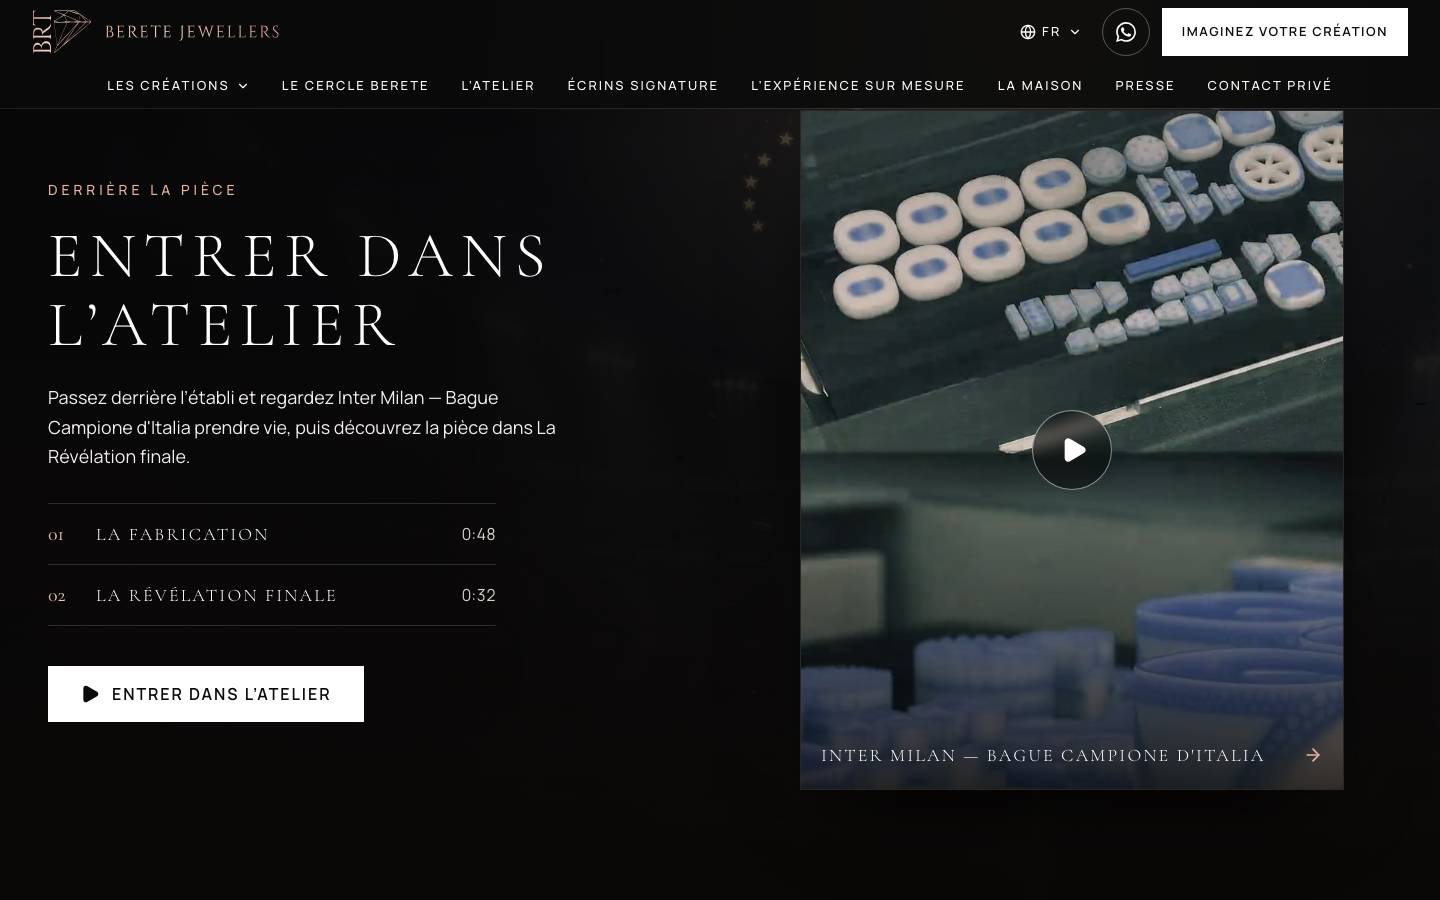 BRT
BERETE JEWELLERS
FR
IMAGINEZ VOTRE CRÉATION
LES CRÉATIONS
LE CERCLE BERETE
L'ATELIER
ÉCRINS SIGNATURE
L'EXPÉRIENCE SUR MESURE
LA MAISON
PRESSE
CONTACT PRIVÉ
DERRIÈRE LA PIÈCE
ENTRER DANS
L’ATELIER
Passez derrière l’établi et regardez Inter Milan — Bague
Campione d'Italia prendre vie, puis découvrez la pièce dans La
Révélation finale.
01 LA FABRICATION 0:48
02 LA RÉVÉLATION FINALE 0:32
ENTRER DANS L’ATELIER
INTER MILAN — BAGUE CAMPIONE D'ITALIA